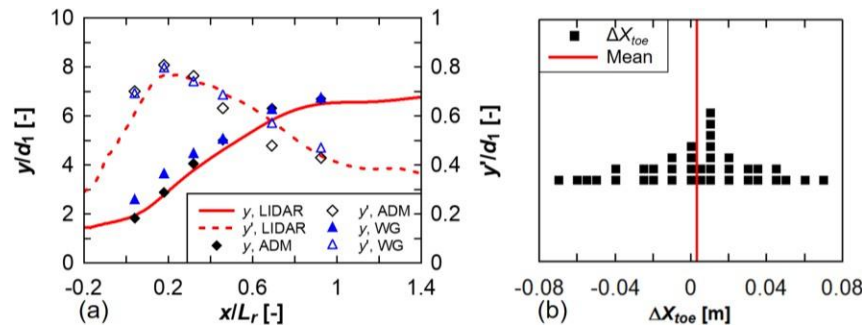 10
8
6
4
2
0
y/d1 [-]
1
0.8
0.6
0.4
0.2
0
y'/d1 [-]
y, LIDAR
y', LIDAR
y, ADM
y', ADM
y, WG
y', WG
-0.2 0.2 0.6 1 1.4
(a)
x/Lr [-]
ΔXtoe
Mean
-0.08 -0.04 0 0.04 0.08
(b)
ΔXtoe [m]